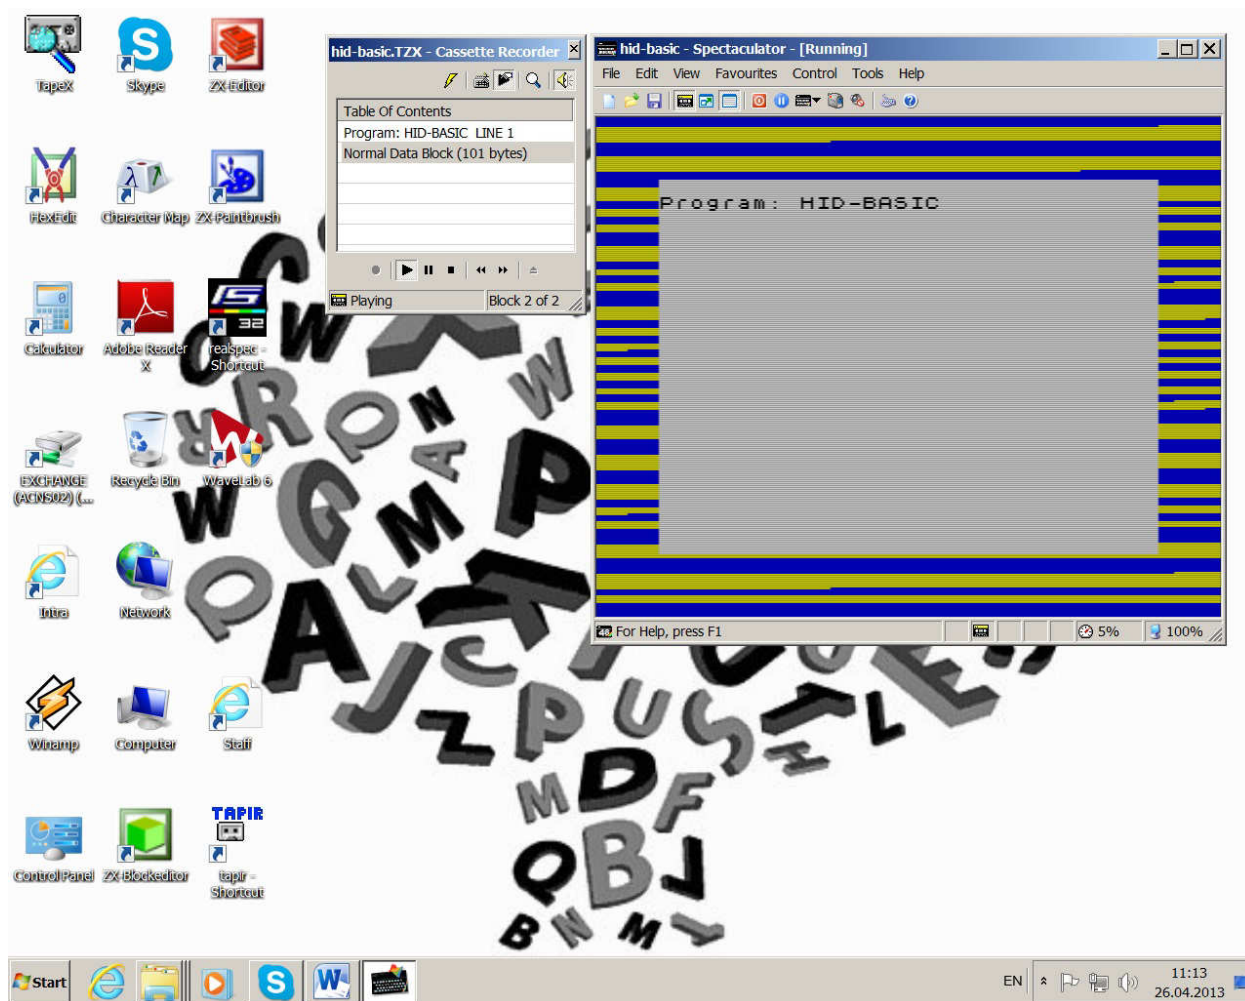 TapeX
Skype
ZX-Editor
HexEdit
Character Map
ZX-Paintbrush
Calculator
Adobe Reader
X
realspec -
Shortcut
EXCHANGE
(ACNS02) (...
Recycle Bin
WaveLab 6
Intra
Network
Winamp
Computer
Staff
Control Panel
ZX-Blockeditor
TAPIR
tapir -
Shortcut
hid-basic.TZX - Cassette Recorder
Table Of Contents
Program: HID-BASIC LINE 1
Normal Data Block (101 bytes)
Playing
Block 2 of 2
hid-basic - Spectaculator - [Running]
File Edit View Favourites Control Tools Help
Program: HID-BASIC
For Help, press F1
5%
100%
Start
EN
11:13
26.04.2013